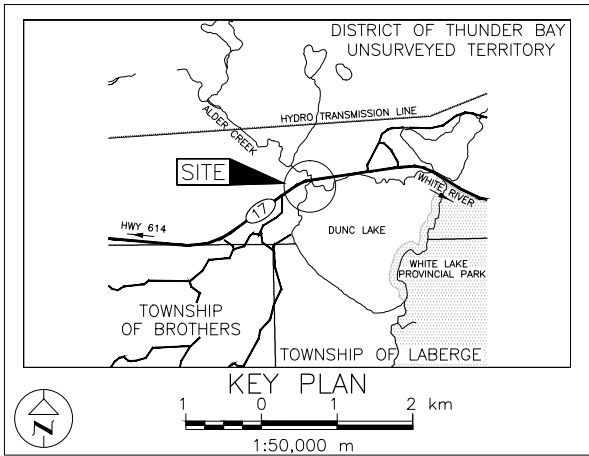 DISTRICT OF THUNDER BAY
UNSURVEYED TERRITORY
HYDRO TRANSMISSION LINE
ALDER CREEK
SITE
WHITE RIVER
17
HWY 614
DUNC LAKE
WHITE LAKE
PROVINCIAL PARK
TOWNSHIP
OF BROTHERS
TOWNSHIP OF LABERGE
KEY PLAN
1 0 1 2 km
1:50,000 m
N